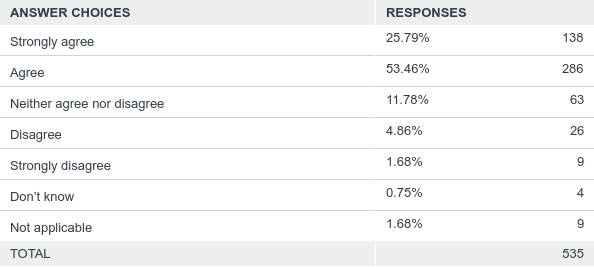 ANSWER CHOICES RESPONSES
Strongly agree 25.79% 138
Agree 53.46% 286
Neither agree nor disagree 11.78% 63
Disagree 4.86% 26
Strongly disagree 1.68% 9
Don’t know 0.75% 4
Not applicable 1.68% 9
TOTAL 535